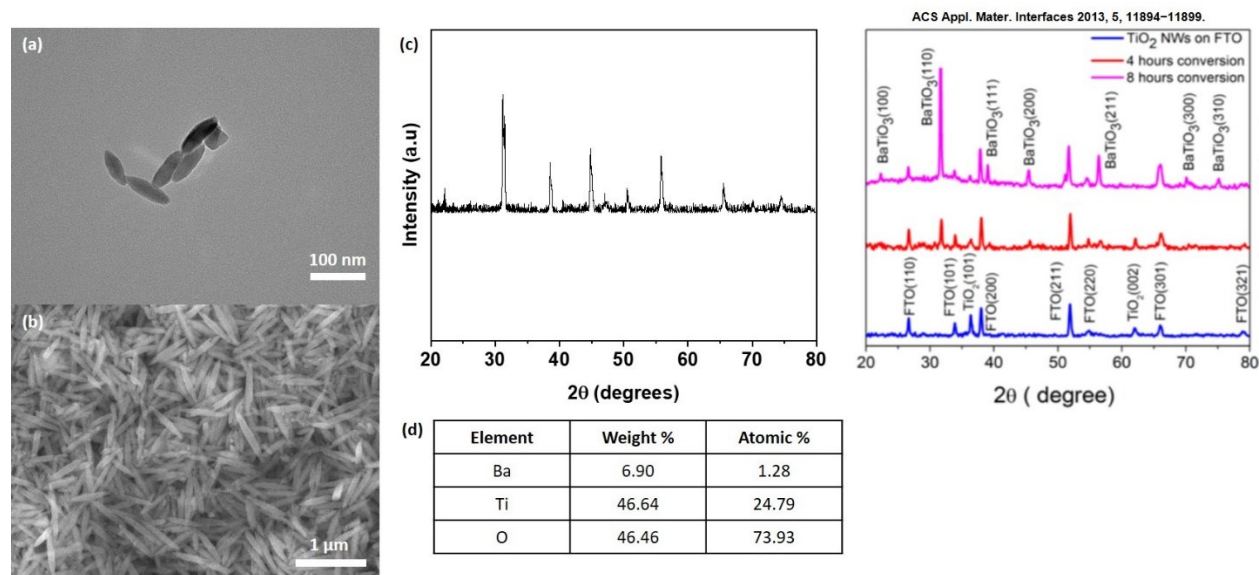 (a)
100 nm
(b)
1 µm
(c)
Intensity (a.u)
20 30 40 50 60 70 80
2θ (degrees)
(d)
Element Weight % Atomic %
Ba 6.90 1.28
Ti 46.64 24.79
O 46.46 73.93
ACS Appl. Mater. Interfaces 2013, 5, 11894–11899.
TiO2 NWs on FTO
4 hours conversion
8 hours conversion
BaTiO3(100)
BaTiO3(110)
BaTiO3(111)
BaTiO3(200)
BaTiO3(211)
BaTiO3(300)
BaTiO3(310)
FTO(110)
FTO(101)
TiO2(101)
FTO(200)
FTO(211)
FTO(220)
TiO2(002)
FTO(301)
FTO(321)
20 30 40 50 60 70 80
2θ ( degree)